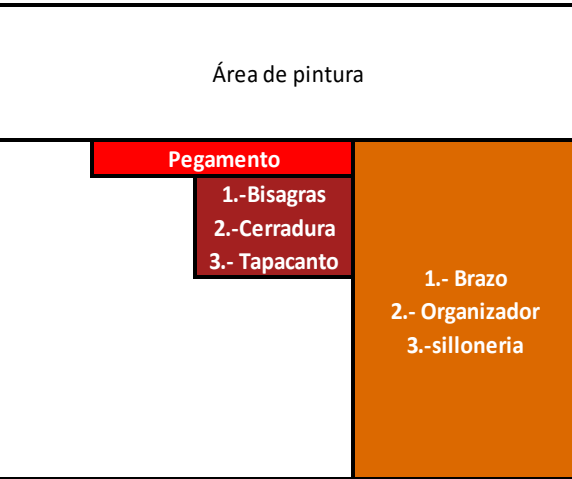 Área de pintura
Pegamento
1.-Bisagras
2.-Cerradura
3.- Tapacanto
1.- Brazo
2.- Organizador
3.-silloneria